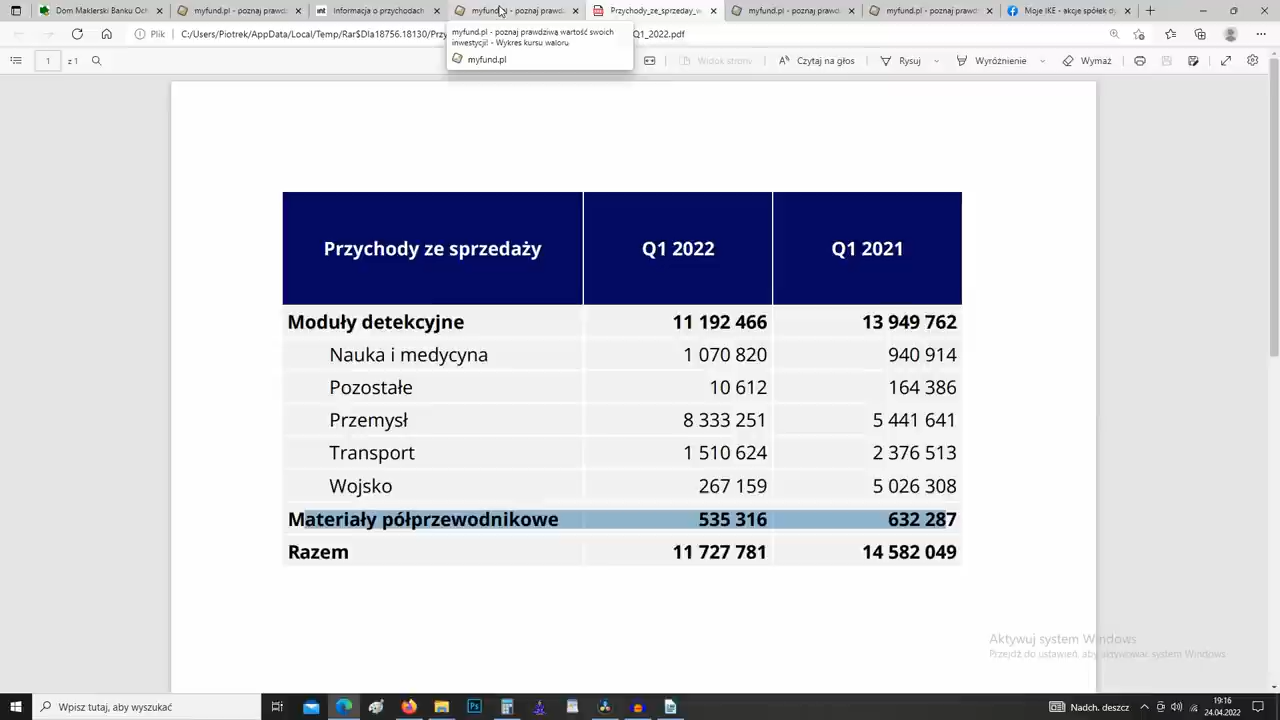 Dom Maklerski Banku Och
Informacja o przychodach
myfund.pl - poznaj prawdz
Przychody_ze_sprzedaz_w
myfund.pl - poznaj prawd
myfund.pl - poznaj prawd
Moje IKE - akcje spółek dy
Plik
C:/Users/Piotrek/AppData/Local/Temp/Rar$DIa18756.18130/Przy
Q1_2022.pdf
myfund.pl - poznaj prawdziwą wartość swoich
inwestycji! - Wykres kursu waloru.
myfund.pl
1 z 1
Widok strony
Czytaj na głos
Rysuj
Wyróżnienie
Wymaż
Przychody ze sprzedaży Q1 2022 Q1 2021
Moduły detekcyjne 11 192 466 13 949 762
Nauka i medycyna 1 070 820 940 914
Pozostałe 10 612 164 386
Przemysł 8 333 251 5 441 641
Transport 1 510 624 2 376 513
Wojsko 267 159 5 026 308
Materiały półprzewodnikowe 535 316 632 287
Razem 11 727 781 14 582 049
Aktywuj system Windows
Przejdź do ustawień, aby aktywować system Windows.
Wpisz tutaj, aby wyszukać
Nadch. deszcz
19:16
24.04.2022